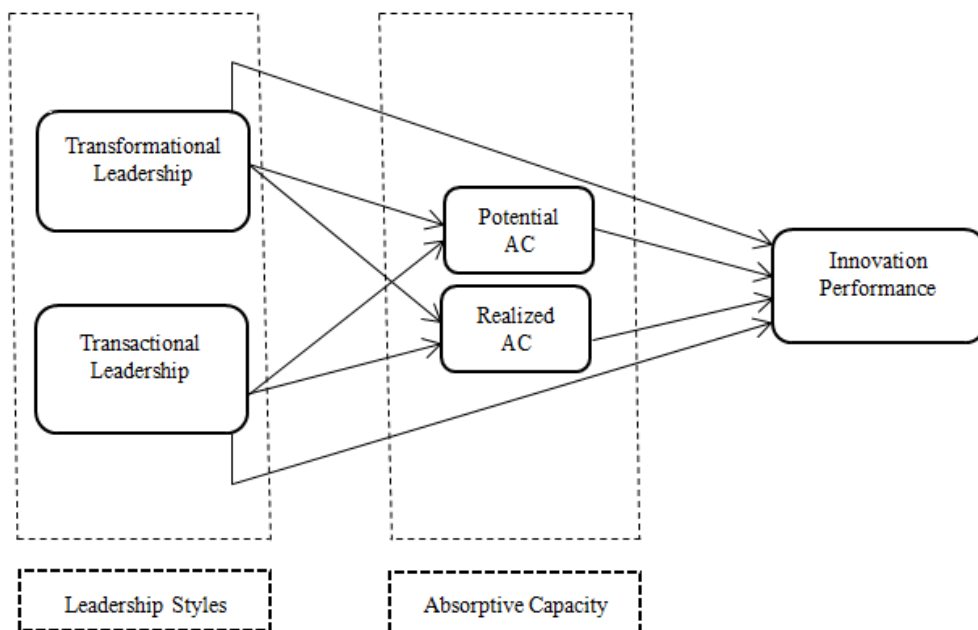 Transformational
Leadership
Potential
AC
Innovation
Performance
Realized
AC
Transactional
Leadership
Leadership Styles
Absorptive Capacity